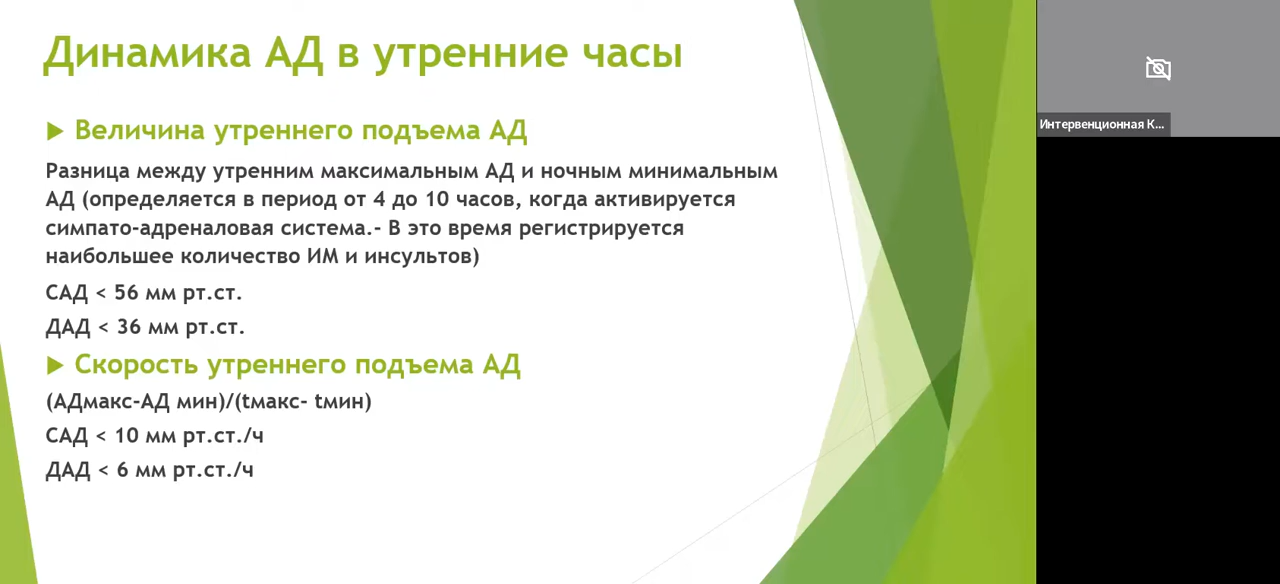 Динамика АД в утренние часы
Величина утреннего подъема АД
Разница между утренним максимальным АД и ночным минимальным
АД (определяется в период от 4 до 10 часов, когда активируется
симпато-адреналовая система.- В это время регистрируется
наибольшее количество ИМ и инсультов)
САД < 56 мм рт.ст.
ДАД < 36 мм рт.ст.
Скорость утреннего подъема АД
(АДмакс-АД мин)/(tмакс- tмин)
САД < 10 мм рт.ст./ч
ДАД < 6 мм рт.ст./ч
Интервенционная К...